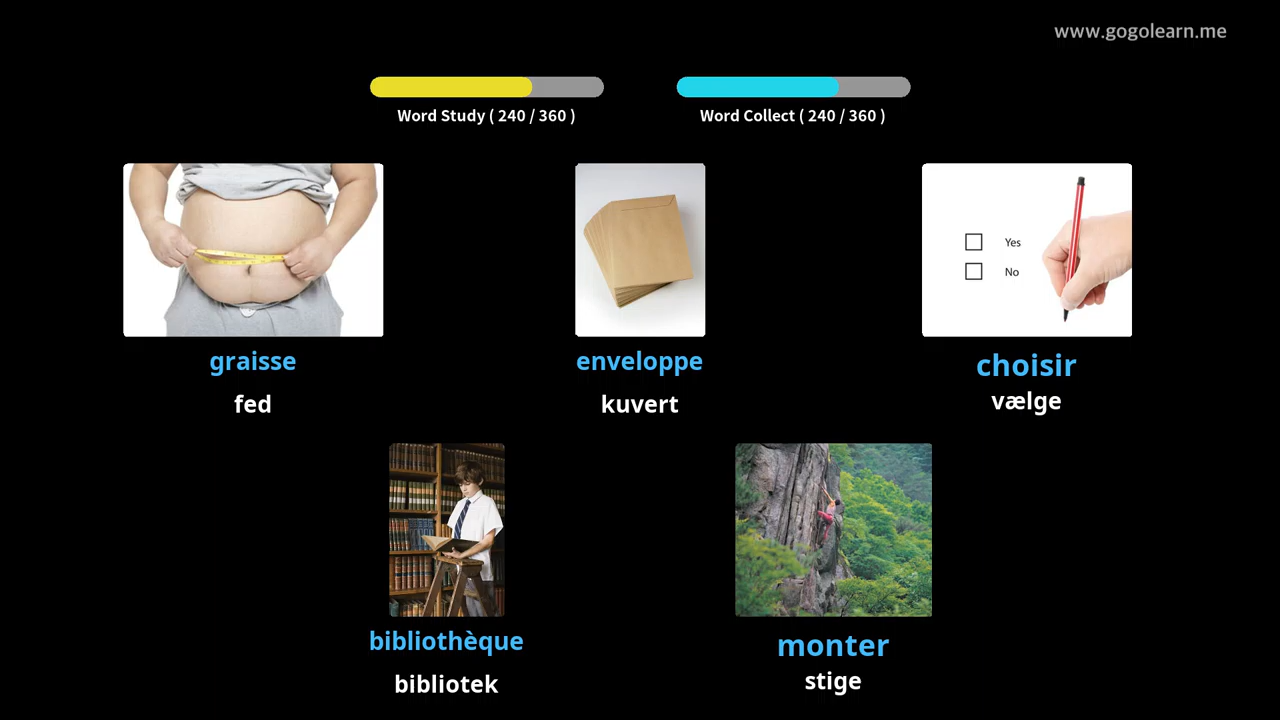 www.gogolearn.me
Word Study ( 240 / 360 )
Word Collect ( 240 / 360 )
Yes
No
graisse
fed
enveloppe
kuvert
choisir
vælge
bibliothèque
bibliotek
monter
stige